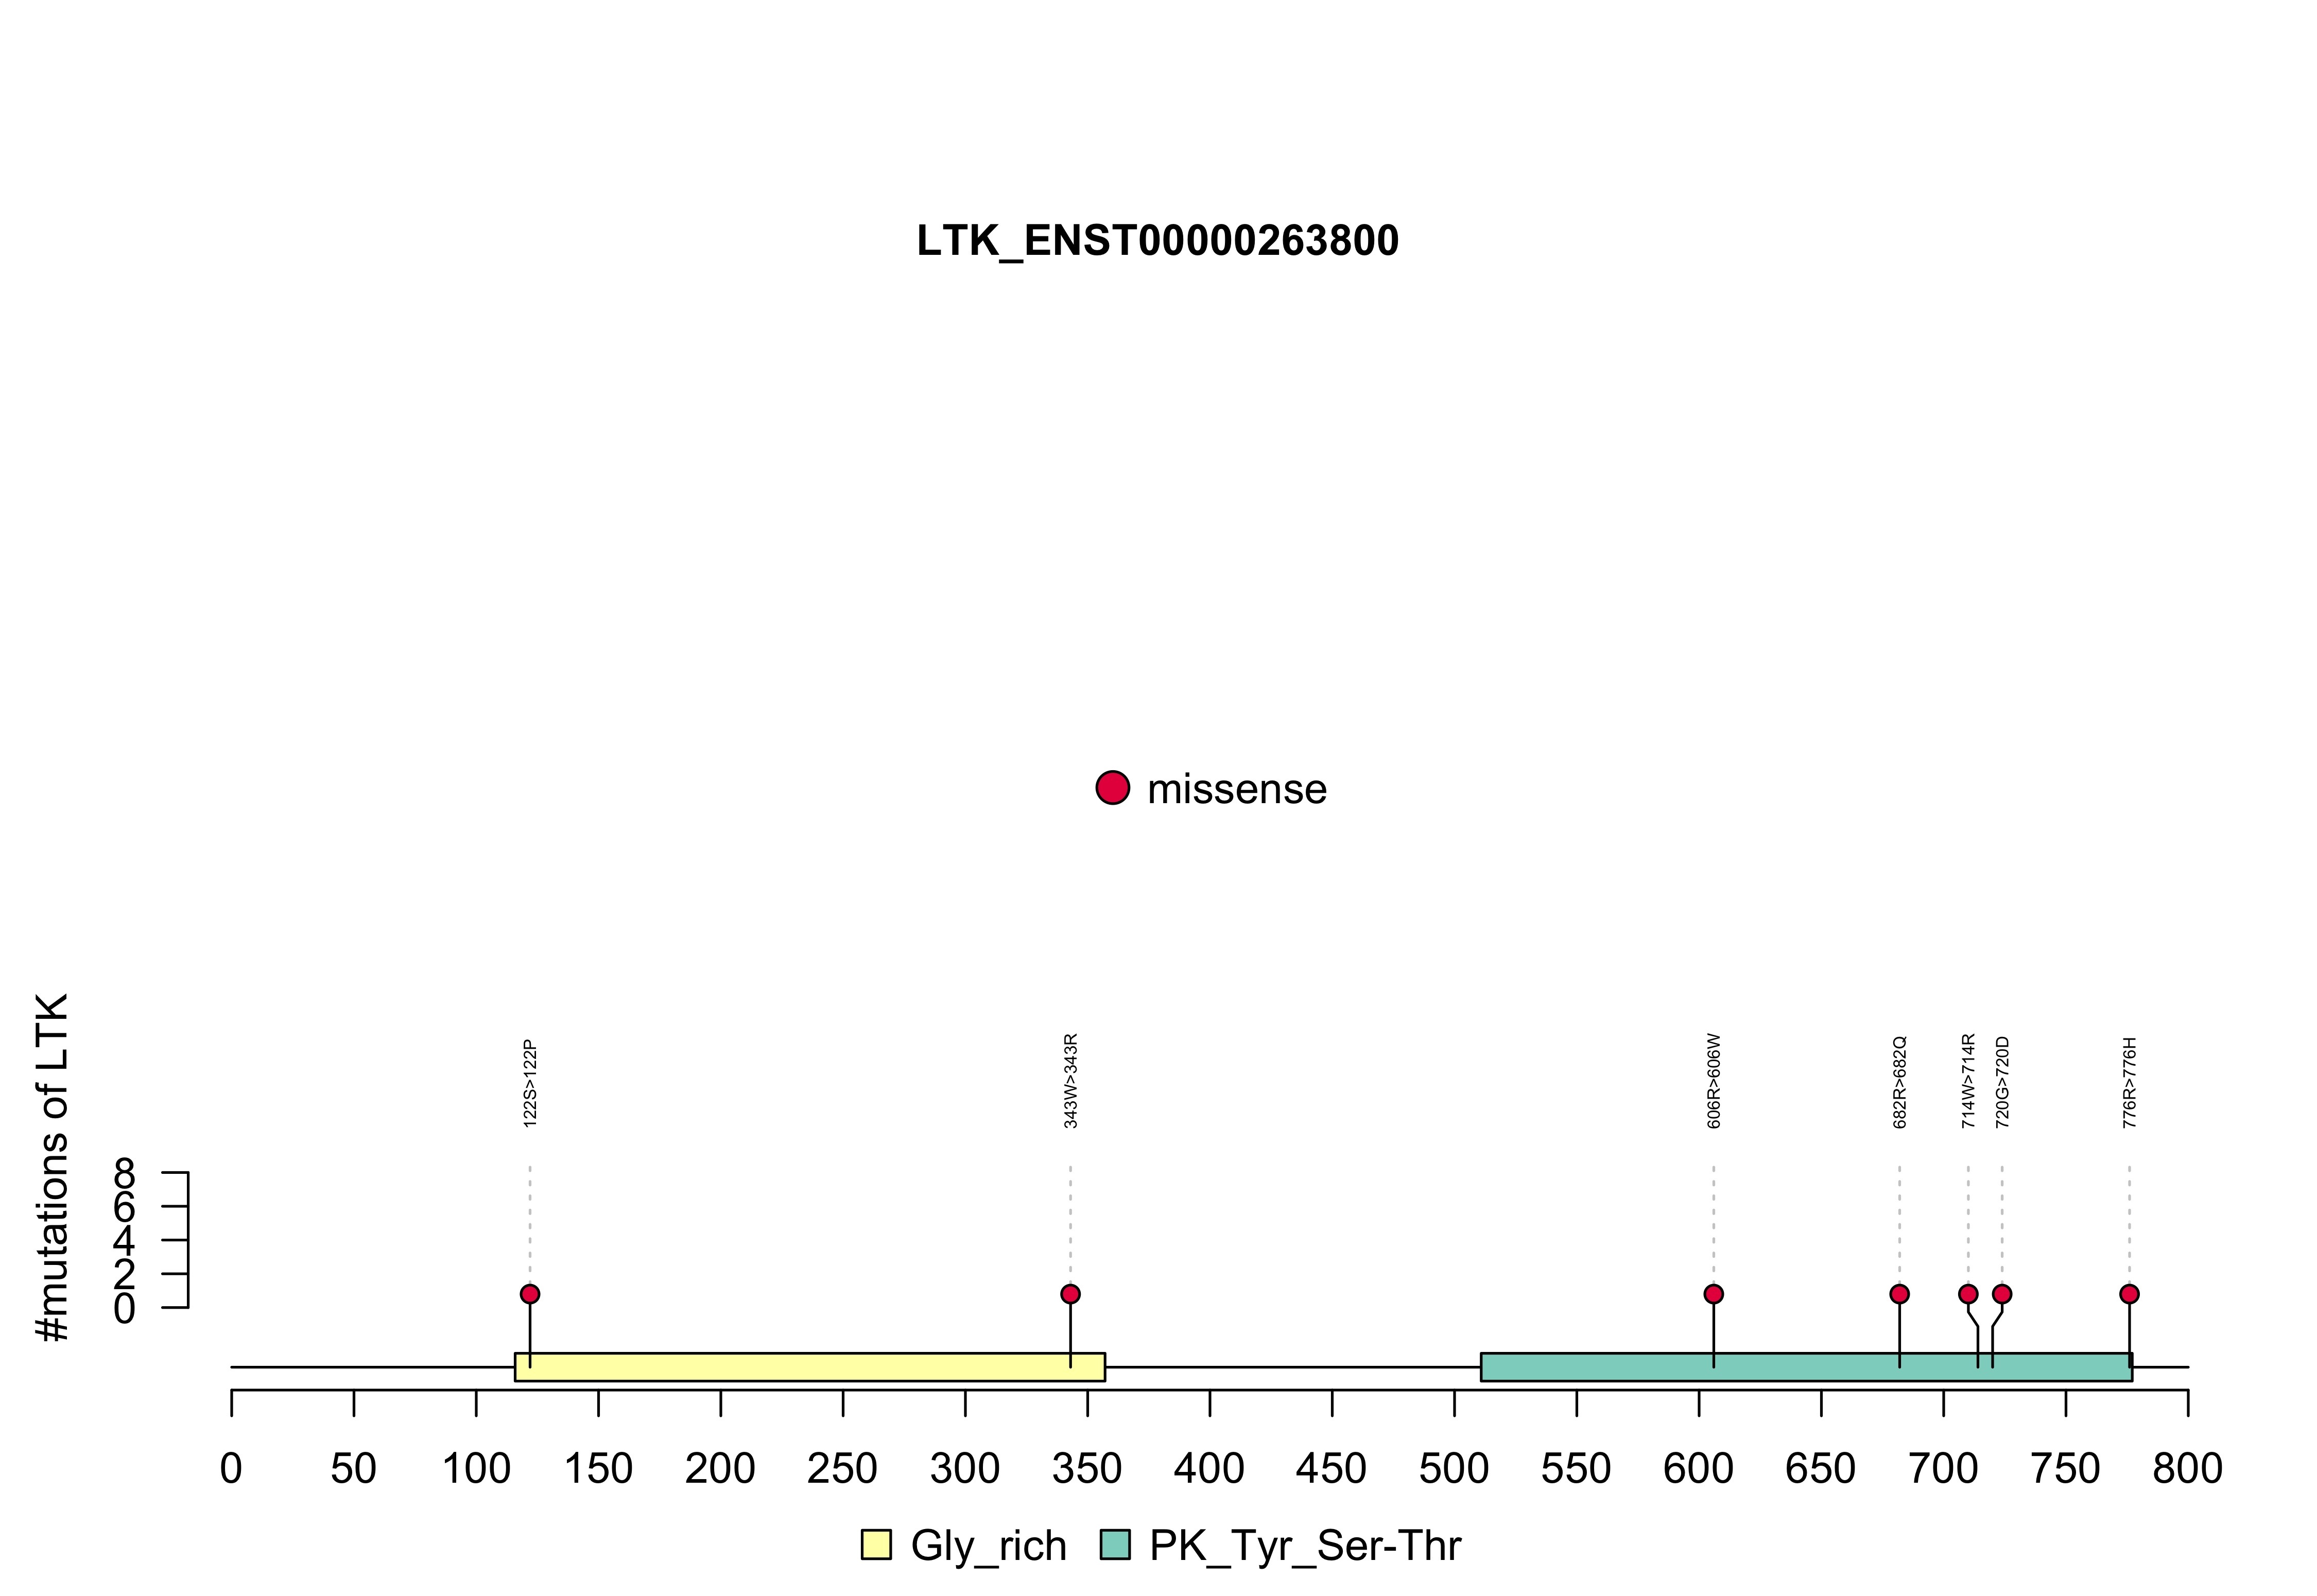 LTK_ENST00000263800
missense
#mutations of LTK
122S>122P
343W>343R
606R>606W
682R>682Q
714W>714R
720G>720D
776R>776H
8
6
4
2
0
0 50 100 150 200 250 300 350 400 450 500 550 600 650 700 750 800
Gly_rich PK_Tyr_Ser-Thr